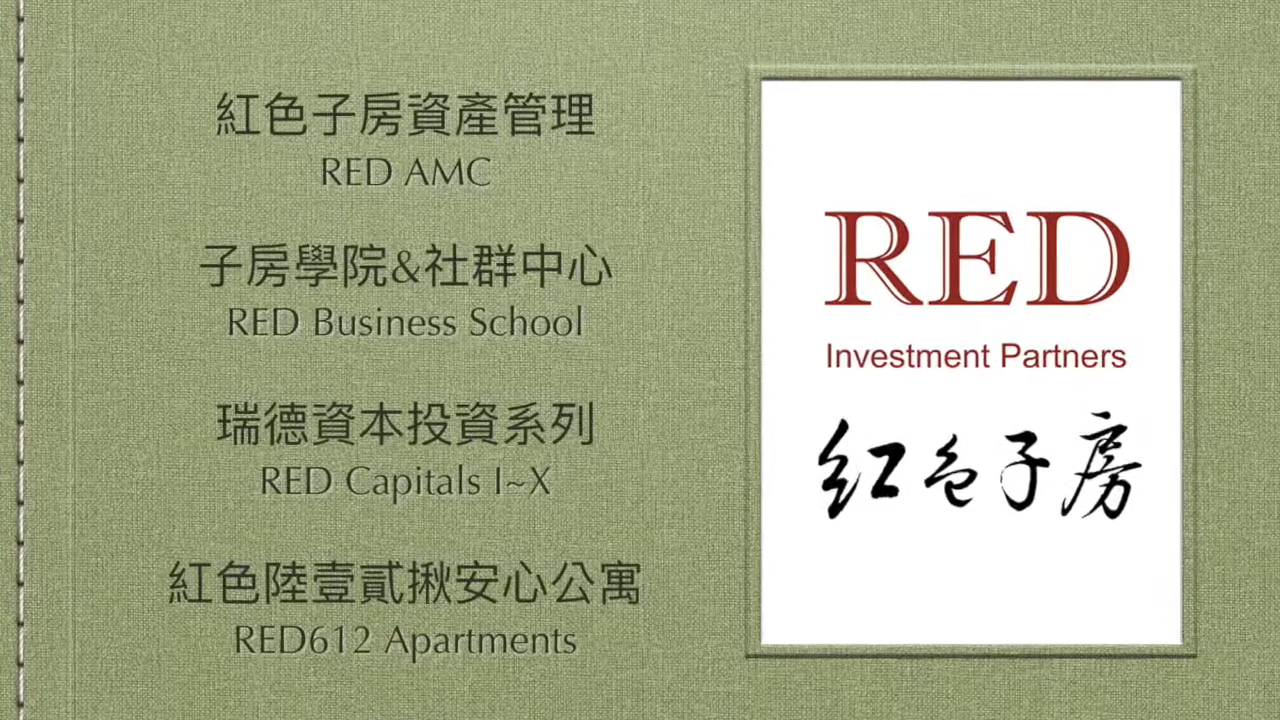 紅色子房資產管理
RED AMC
子房學院&社群中心
RED Business School
瑞德資本投資系列
RED Capitals I~X
紅色陸壹貳揪安心公寓
RED612 Apartments
RED
Investment Partners
红色子房